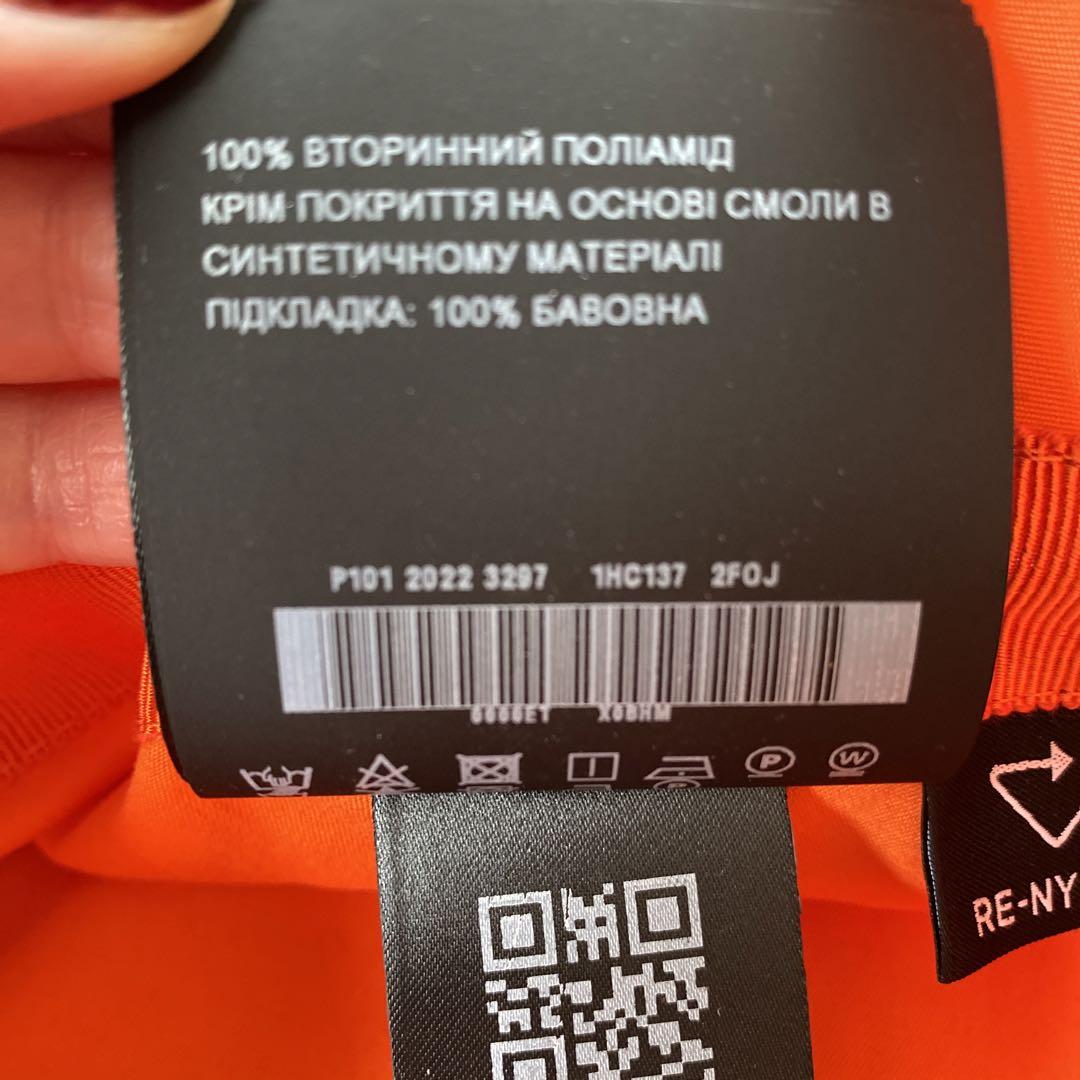 100% ВТОРИННИЙ ПОЛІАМІД
КРІМ ПОКРИТТЯ НА ОСНОВІ СМОЛИ В
СИНТЕТИЧНОМУ МАТЕРІАЛІ
ПІДКЛАДКА: 100% БАВОВНА
P101 2022 3297 1HC137 2F0J
P
W
RE-NY